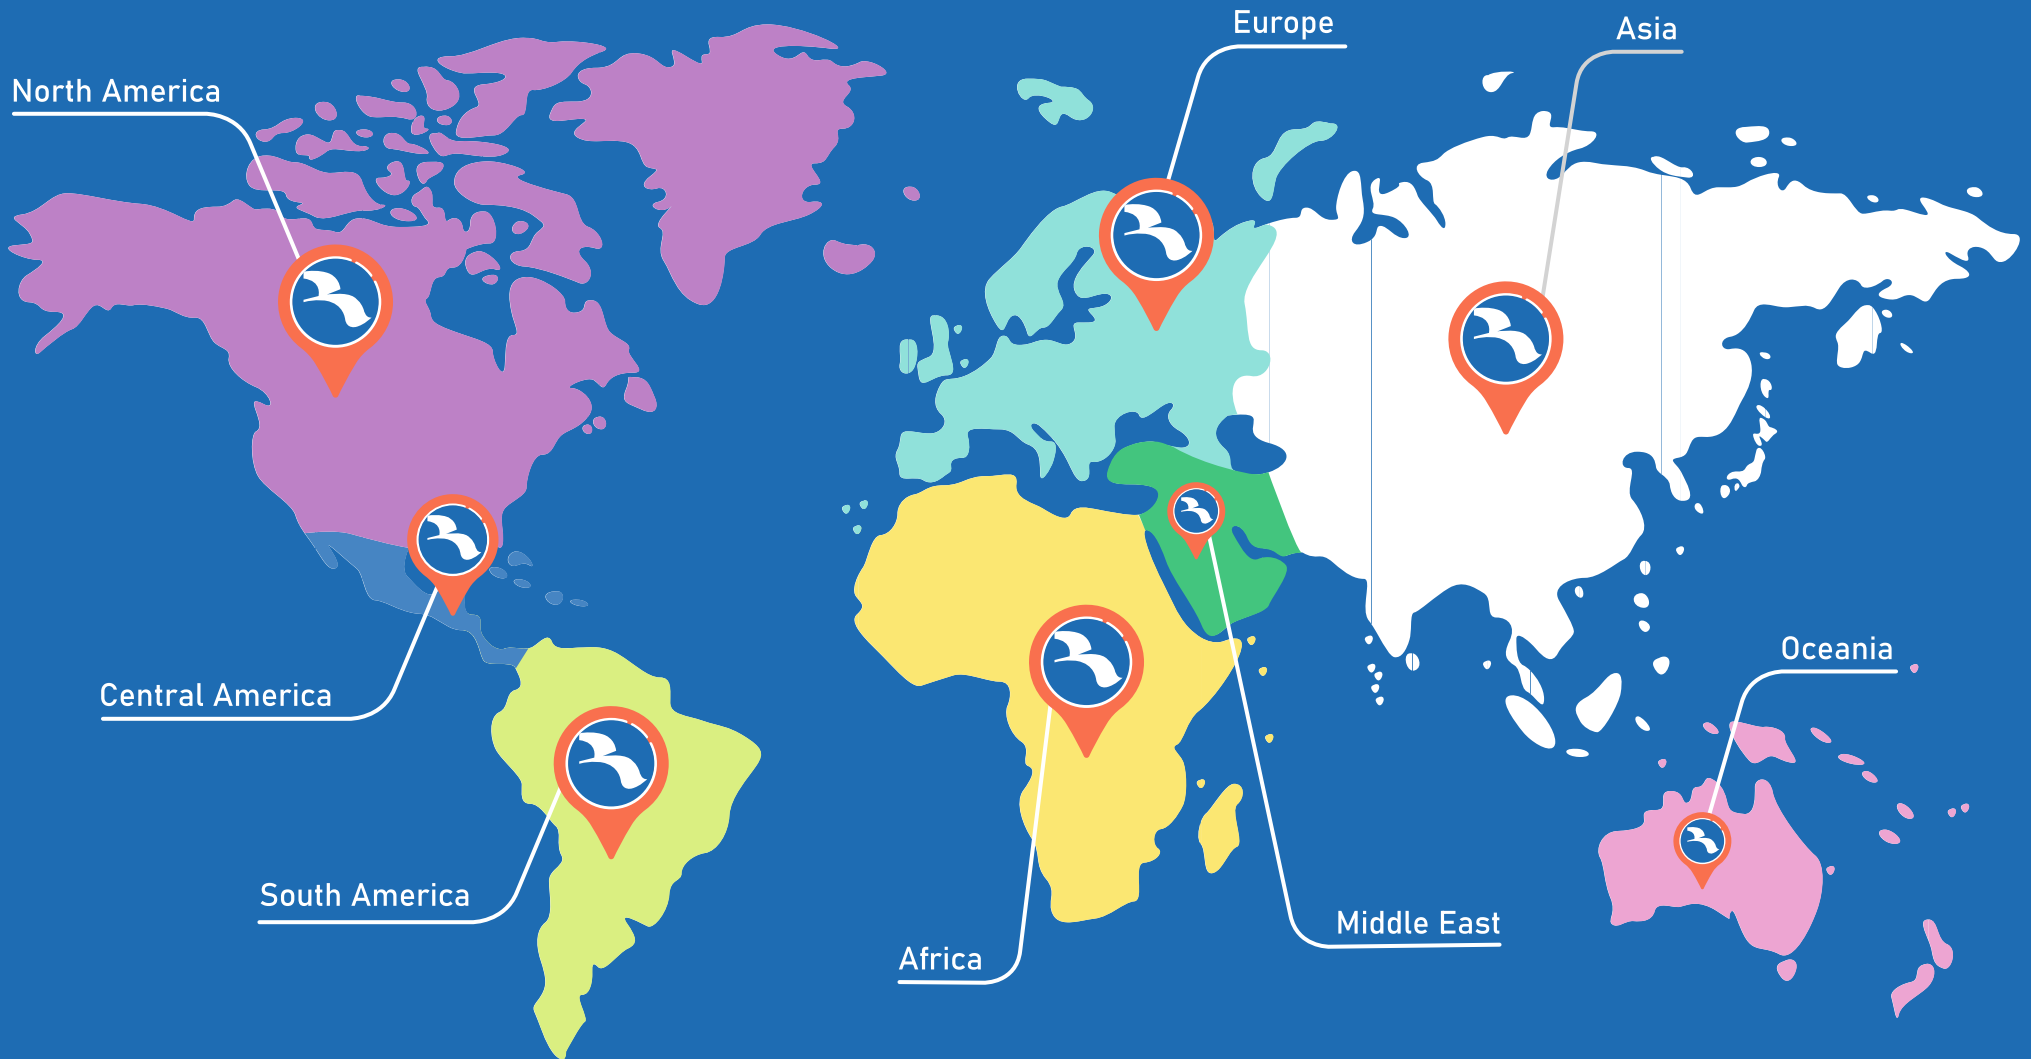 Europe
Asia
North America
Oceania
Central America
South America
Middle East
Africa